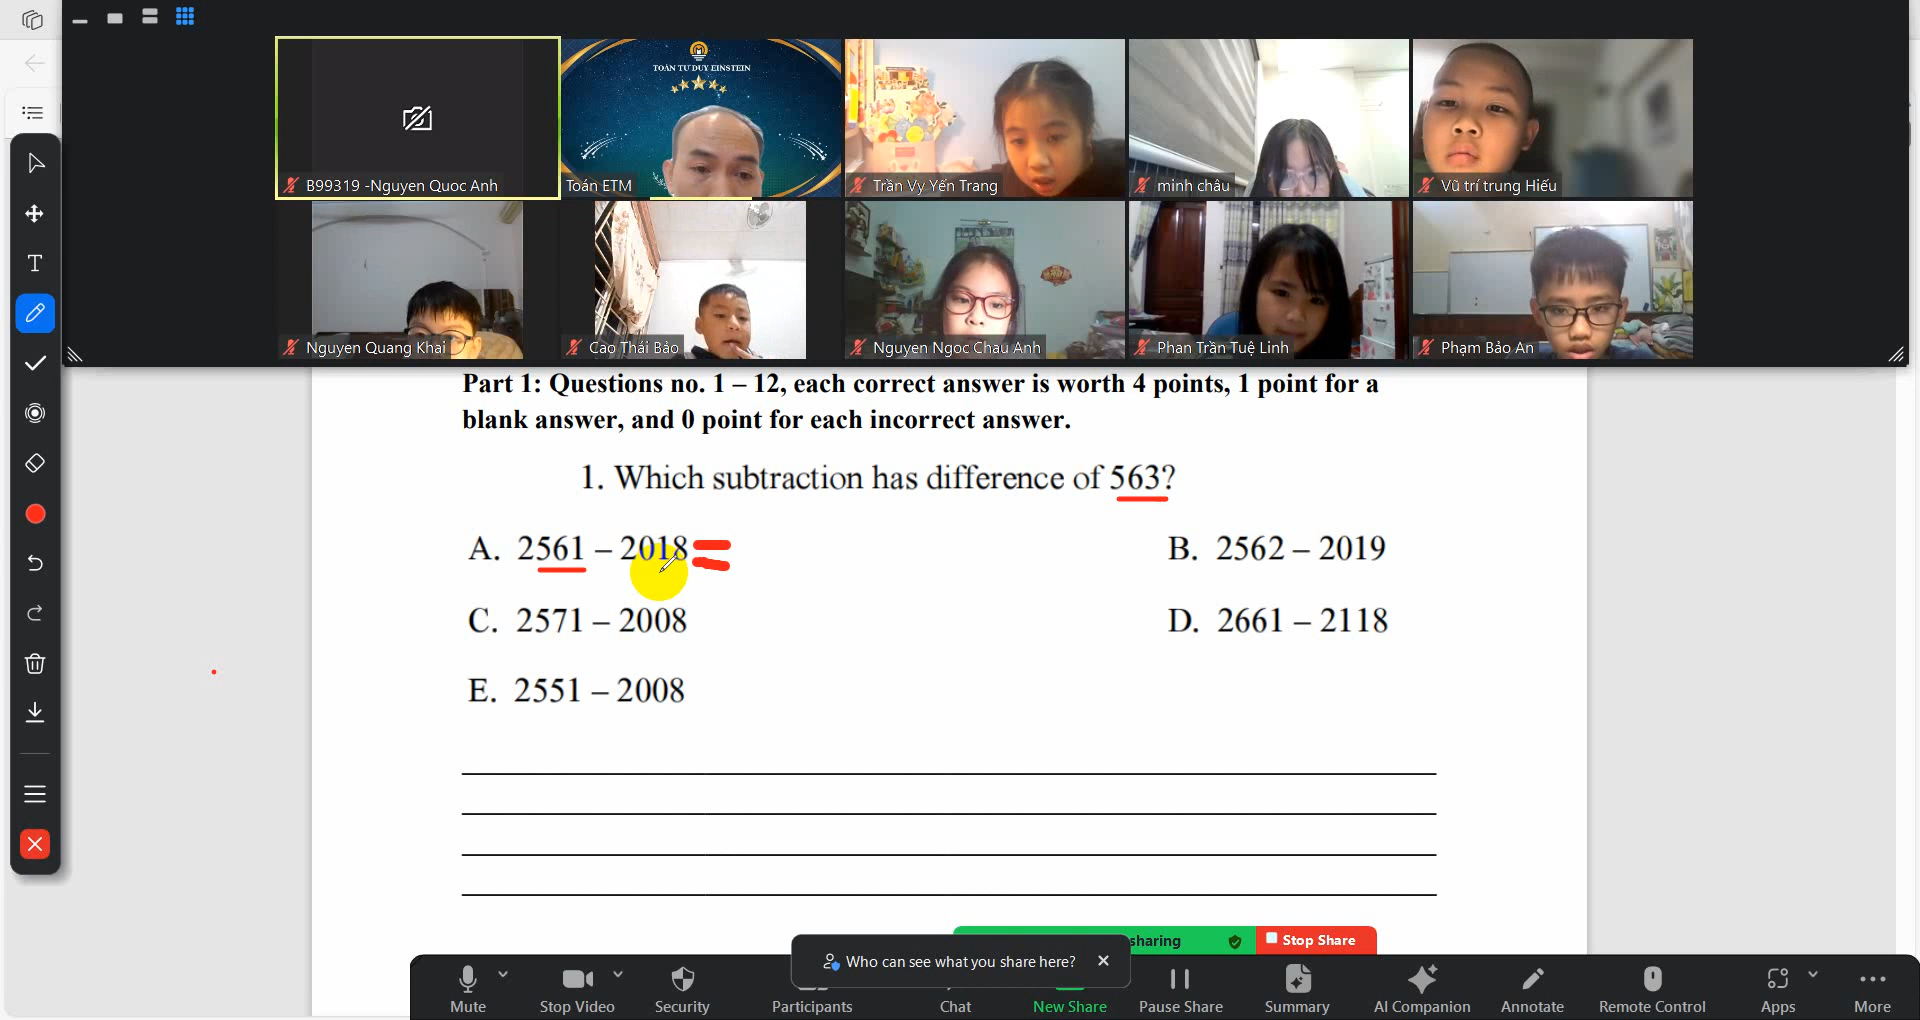 TOÁN TƯ DUY EINSTEIN
B99319 -Nguyen Quoc Anh
Toán ETM
Trần Vy Yến Trang
minh châu
Vũ trí trung Hiếu
Nguyen Quang Khai
Cao Thái Bảo
Nguyen Ngoc Chau Anh
Phan Trần Tuệ Linh
Phạm Bảo An
Part 1: Questions no. 1 – 12, each correct answer is worth 4 points, 1 point for a
blank answer, and 0 point for each incorrect answer.
1. Which subtraction has difference of 563?
A. 2561 – 2018 =
B. 2562 – 2019
C. 2571 – 2008
D. 2661 – 2118
E. 2551 – 2008
sharing
Stop Share
Who can see what you share here?
Mute
Stop Video
Security
Participants
Chat
New Share
Pause Share
Summary
AI Companion
Annotate
Remote Control
Apps
More